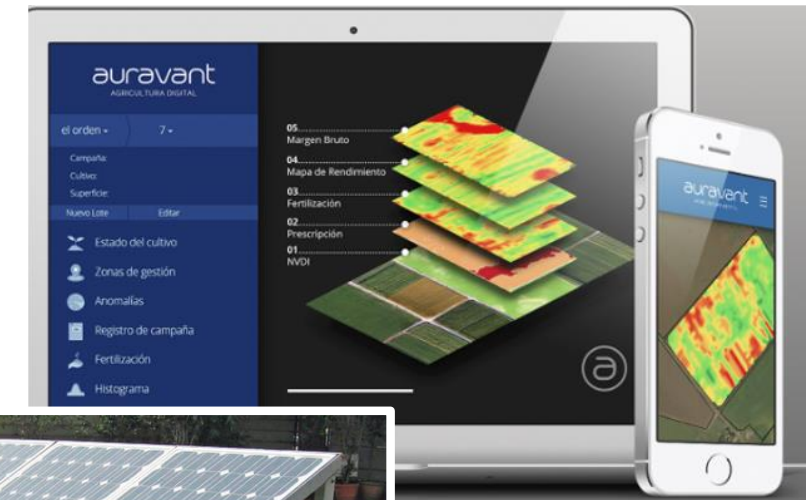 auravant
AGRICULTURA DIGITAL
el orden
7
Campaña:
Cultivo:
Superficie:
Nuevo Lote
Editar
Estado del cultivo
Zonas de gestión
Anomalías
Registro de campaña
Fertilización
Histograma
05
Margen Bruto
04
Mapa de Rendimiento
03
Fertilización
02
Prescripción
01
NVDI
a
auravant